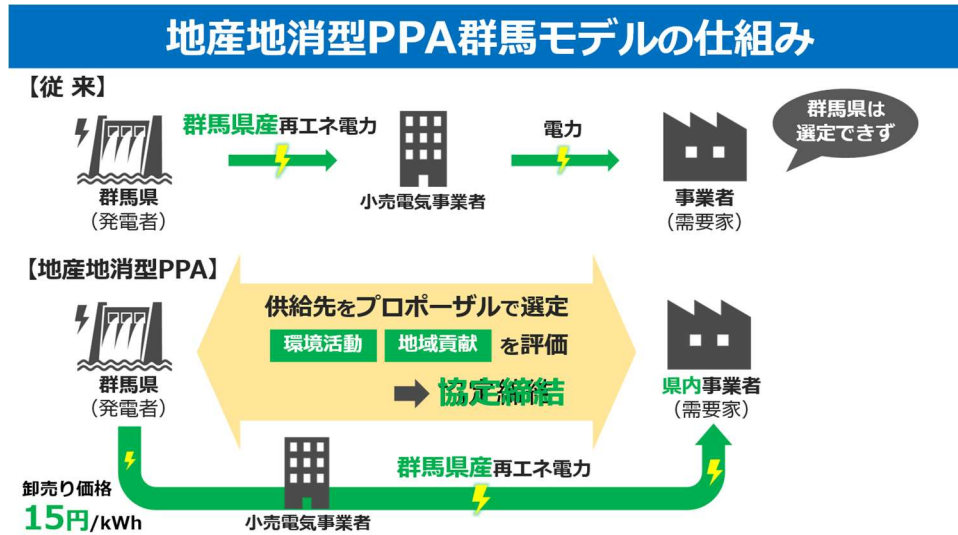 地産地消型PPA群馬モデルの仕組み
【従 来】
群馬県産再エネ電力
電力
群馬県は
選定できず
群馬県
（発電者）
小売電気事業者
事業者
（需要家）
【地産地消型PPA】
供給先をプロポーザルで選定
環境活動 地域貢献 を評価
協定締結
群馬県
（発電者）
県内事業者
（需要家）
群馬県産再エネ電力
卸売り価格
15円/kWh
小売電気事業者